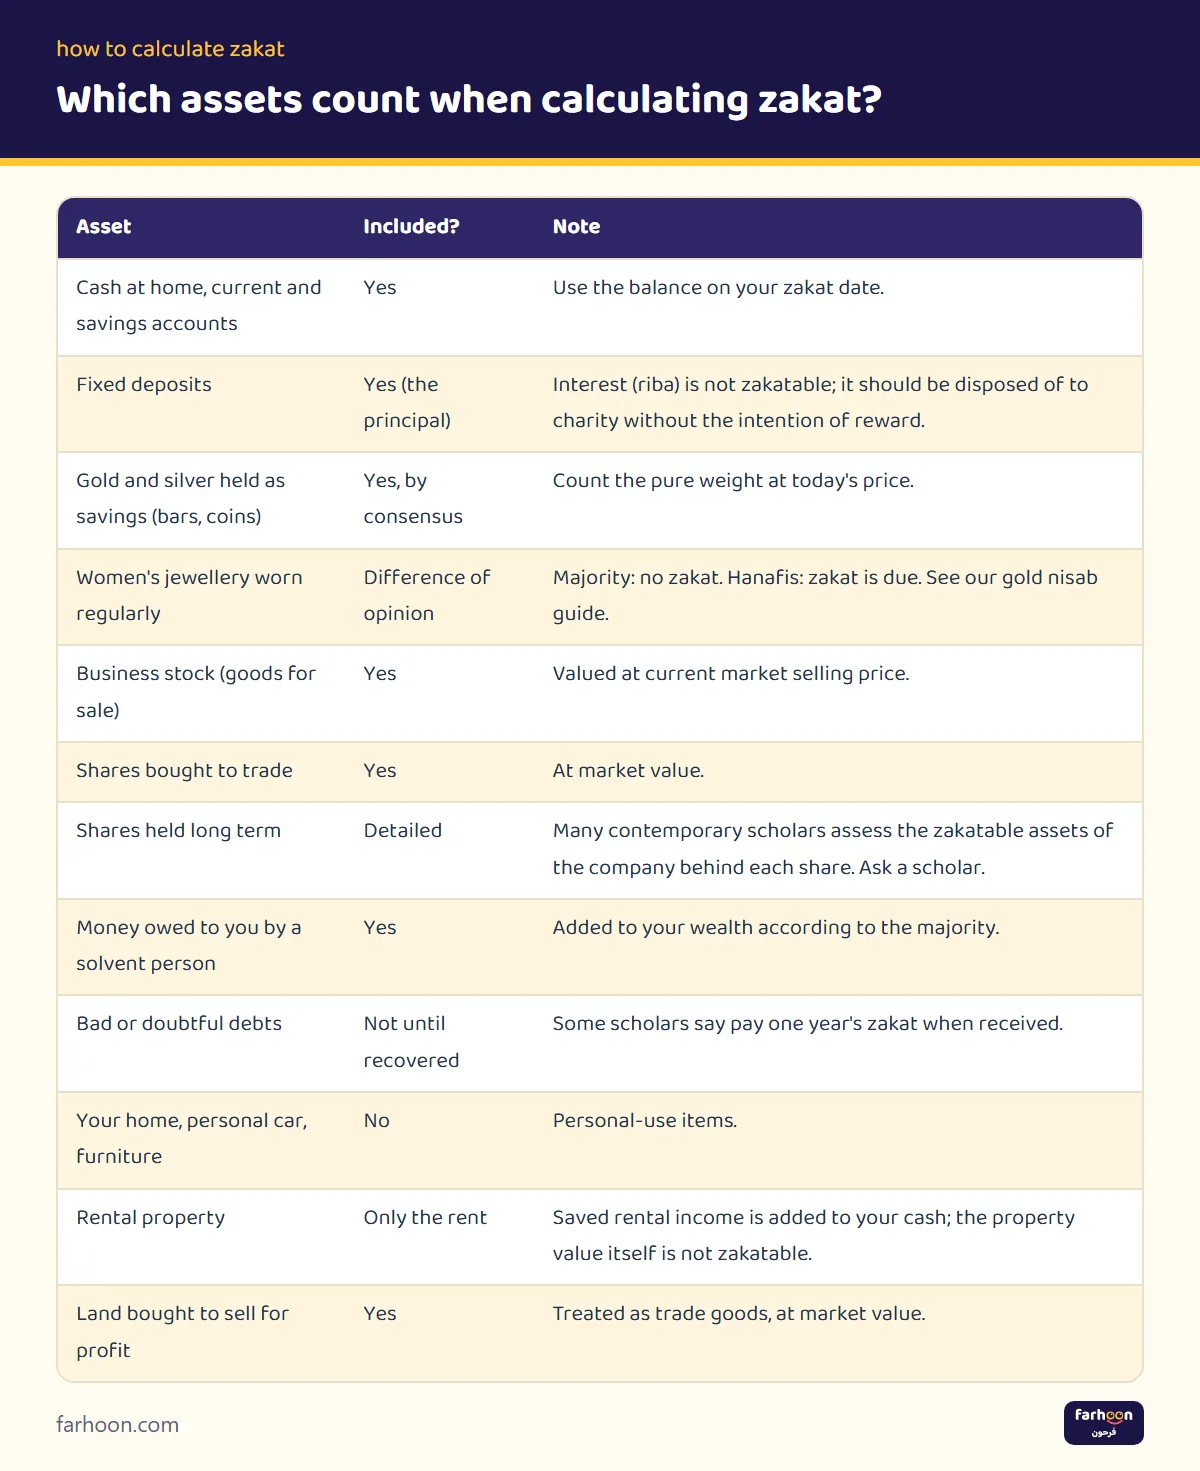 how to calculate zakat
Which assets count when calculating zakat?
Asset Included? Note
Cash at home, current and Yes Use the balance on your zakat date.
savings accounts
Fixed deposits Yes (the Interest (riba) is not zakatable; it should be disposed of to
principal) charity without the intention of reward.
Gold and silver held as Yes, by Count the pure weight at today's price.
savings (bars, coins) consensus
Women's jewellery worn Difference of Majority: no zakat. Hanafis: zakat is due. See our gold nisab
regularly opinion guide.
Business stock (goods for Yes Valued at current market selling price.
sale)
Shares bought to trade Yes At market value.
Shares held long term Detailed Many contemporary scholars assess the zakatable assets of
the company behind each share. Ask a scholar.
Money owed to you by a Yes Added to your wealth according to the majority.
solvent person
Bad or doubtful debts Not until Some scholars say pay one year's zakat when received.
recovered
Your home, personal car, No Personal-use items.
furniture
Rental property Only the rent Saved rental income is added to your cash; the property
value itself is not zakatable.
Land bought to sell for Yes Treated as trade goods, at market value.
profit
farhoon.com
farhoon
فرحون